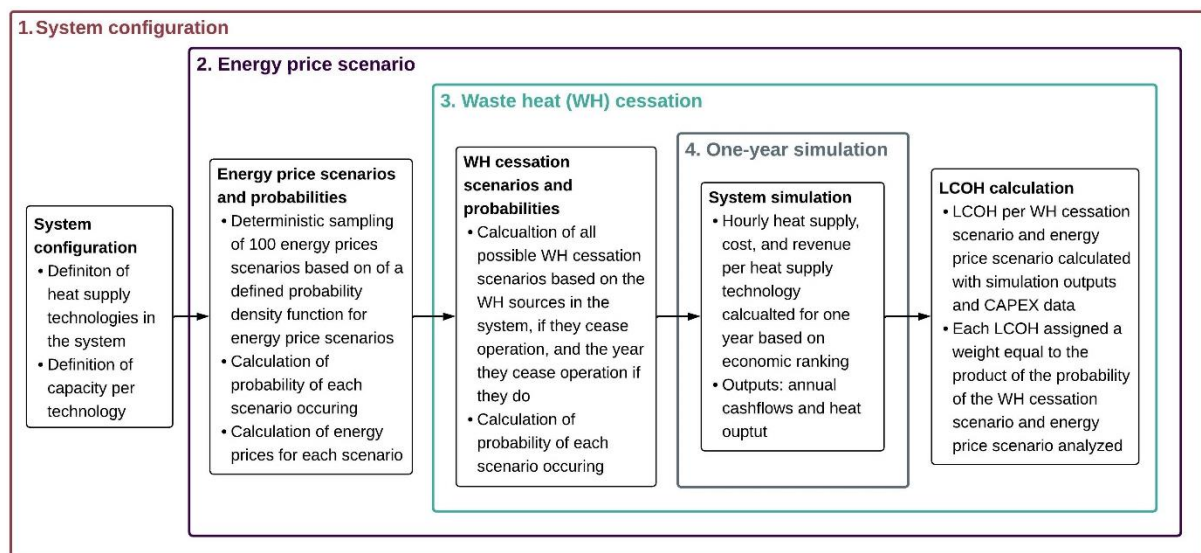 1. System configuration
2. Energy price scenario
3. Waste heat (WH) cessation
4. One-year simulation
System
configuration
• Definiton of
heat supply
technologies in
the system
• Definition of
capacity per
technology
Energy price scenarios
and probabilities
• Deterministic sampling
of 100 energy prices
scenarios based on of a
defined probability
density function for
energy price scenarios
• Calculation of
probability of each
scenario occuring
• Calculation of energy
prices for each scenario
WH cessation
scenarios and
probabilities
• Calcualtion of all
possible WH cessation
scenarios based on the
WH sources in the
system, if they cease
operation, and the year
they cease operation if
they do
• Calculation of
probability of each
scenario occuring
System simulation
• Hourly heat supply,
cost, and revenue
per heat supply
technology
calcualted for one
year based on
economic ranking
• Outputs: annual
cashflows and heat
ouptut
LCOH calculation
• LCOH per WH cessation
scenario and energy
price scenario calculated
with simulation outputs
and CAPEX data
• Each LCOH assigned a
weight equal to the
product of the probability
of the WH cessation
scenario and energy
price scenario analyzed